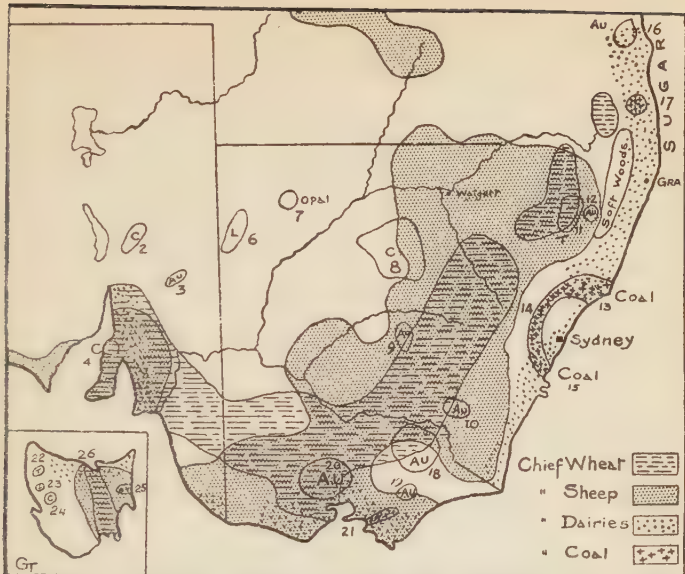 Au 16
SUGAR
17
GRA
Soft Woods
Walgett
12
Au
11
Opal
7
L 6
C
2
Au
3
C
8
14
13 Coal
Sydney
Coal
15
C
4
Au
9
Au
10
Au
18
20
Au
Au
21
22
T
L 23
C
24
26
25
Gr
Chief Wheat
" Sheep
" Dairies
" Coal